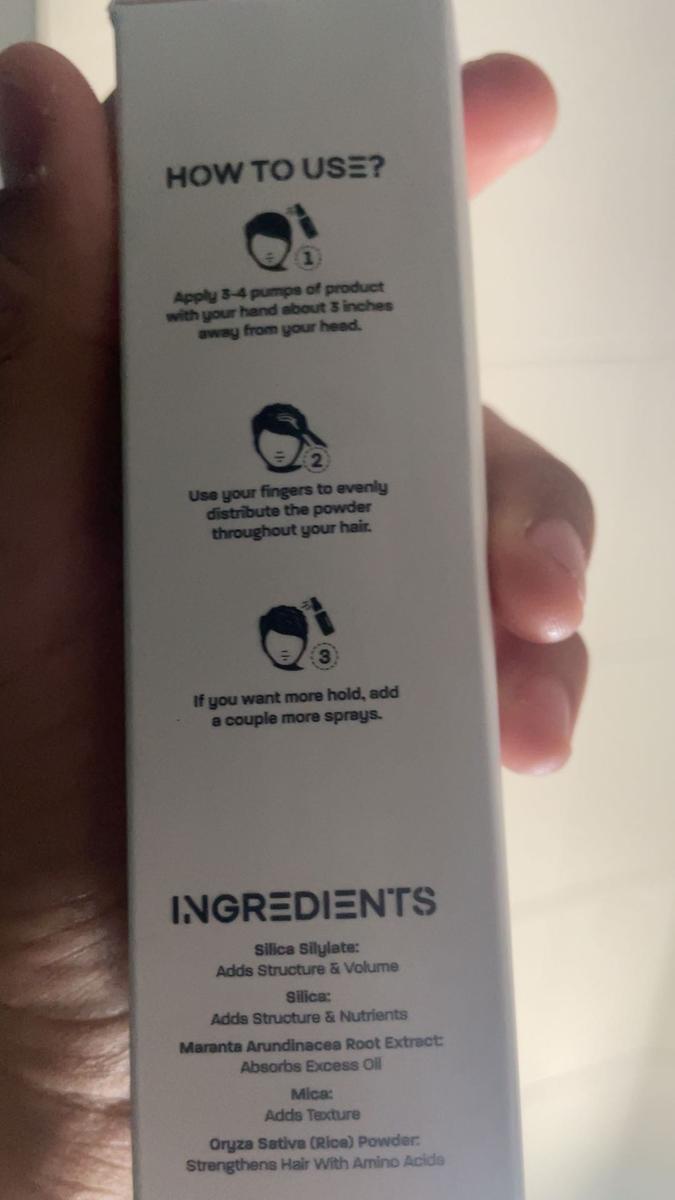 HOW TO USE?
1
Apply 3-4 pumps of product
with your hand about 3 inches
away from your head.
2
Use your fingers to evenly
distribute the powder
throughout your hair.
3
If you want more hold, add
a couple more sprays.
INGREDIENTS
Silica Silylate:
Adds Structure & Volume
Silica:
Adds Structure & Nutrients
Maranta Arundinacea Root Extract:
Absorbs Excess Oil
Mica:
Adds Texture
Oryza Sativa (Rice) Powder:
Strengthens Hair With Amino Acids